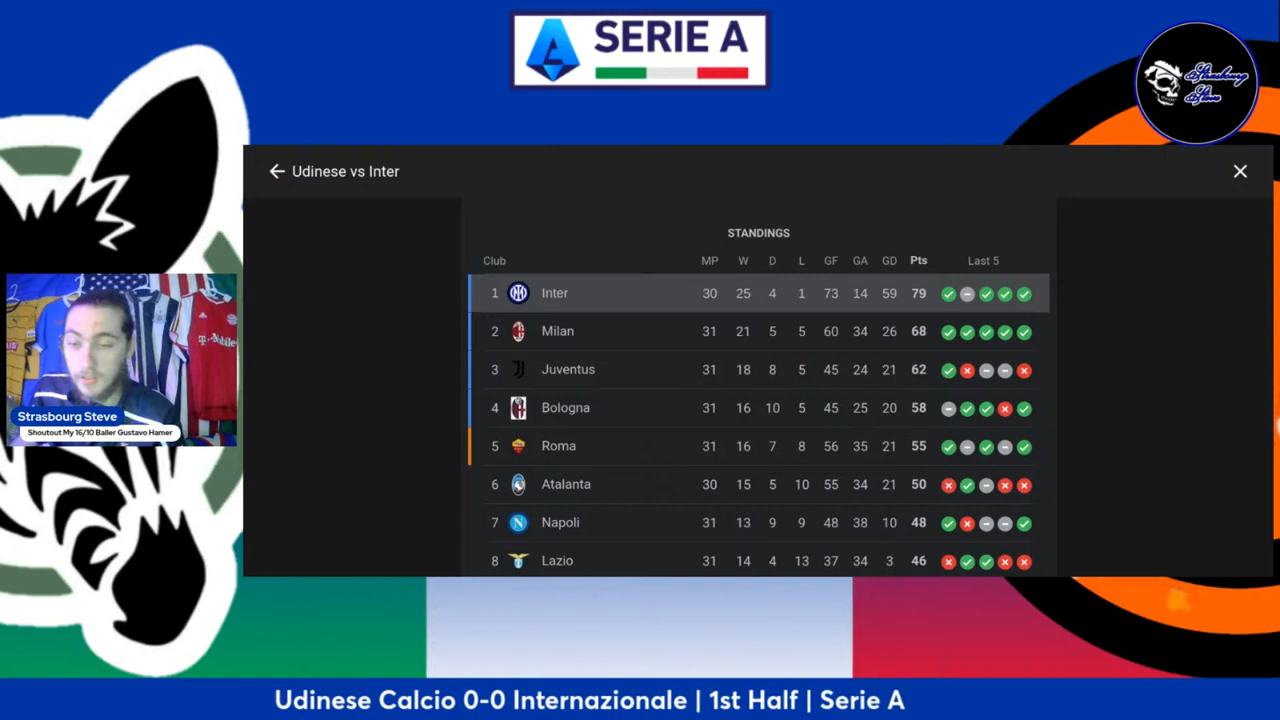 SERIE A
Strasbourg
Steve
Udinese vs Inter
STANDINGS
Club MP W D L GF GA GD Pts Last 5
1 Inter 30 25 4 1 73 14 59 79
2 Milan 31 21 5 5 60 34 26 68
3 Juventus 31 18 8 5 45 24 21 62
4 Bologna 31 16 10 5 45 25 20 58
5 Roma 31 16 7 8 56 35 21 55
6 Atalanta 30 15 5 10 55 34 21 50
7 Napoli 31 13 9 9 48 38 10 48
8 Lazio 31 14 4 13 37 34 3 46
T-Mobile
Strasbourg Steve
Shoutout My 16/10 Baller Gustavo Hamer
Udinese Calcio 0-0 Internazionale | 1st Half | Serie A